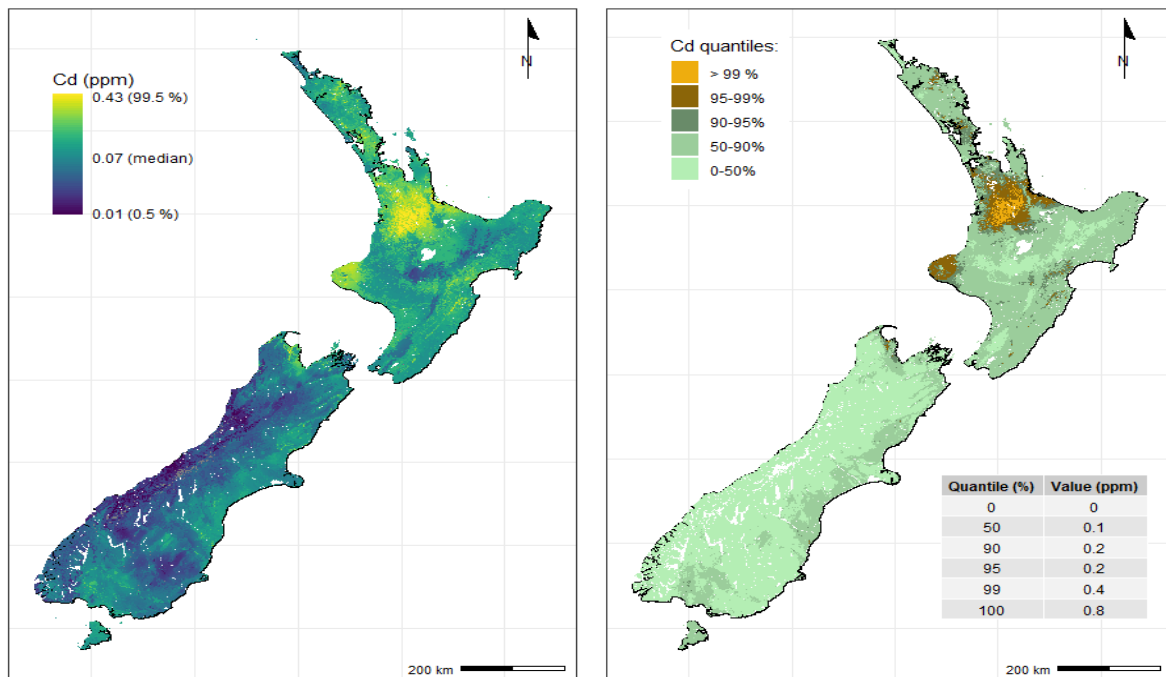 N
Cd (ppm)
0.43 (99.5 %)
0.07 (median)
0.01 (0.5 %)
200 km
N
Cd quantiles:
> 99 %
95-99%
90-95%
50-90%
0-50%
Quantile (%) Value (ppm)
0 0
50 0.1
90 0.2
95 0.2
99 0.4
100 0.8
200 km